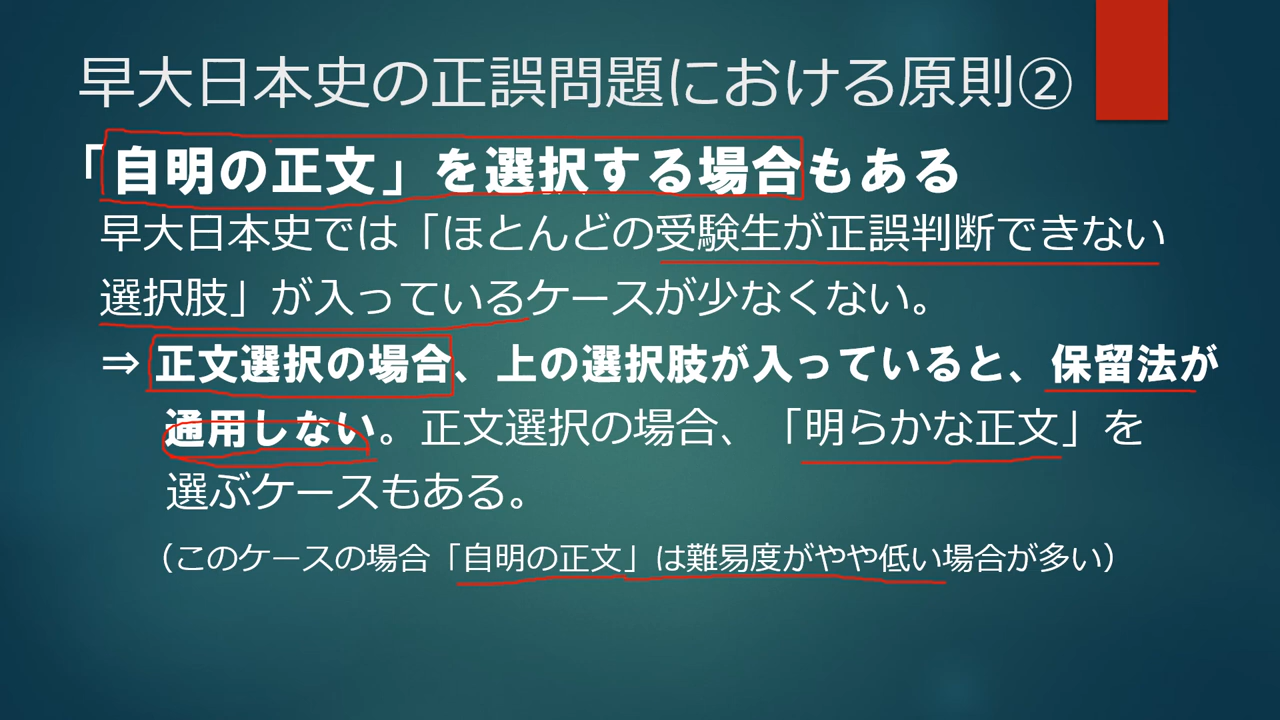 早大日本史の正誤問題における原則②
「自明の正文」を選択する場合もある
早大日本史では「ほとんどの受験生が正誤判断できない
選択肢」が入っているケースが少なくない。
⇒ 正文選択の場合、上の選択肢が入っていると、保留法が
通用しない。正文選択の場合、「明らかな正文」を
選ぶケースもある。
（このケースの場合「自明の正文」は難易度がやや低い場合が多い）